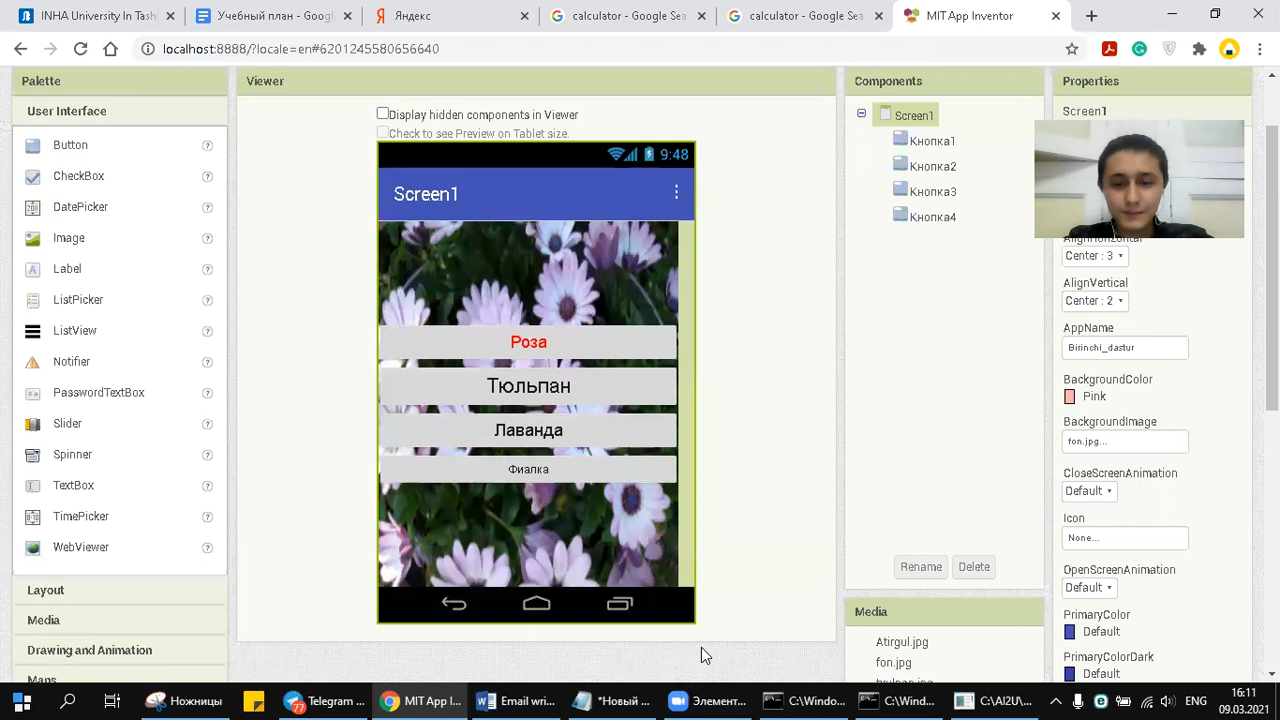 INHA University In Tash
Учебный план - Googl
Яндекс
calculator - Google Sea
calculator - Google Sea
MIT App Inventor
localhost:8888/?locale=en#6201245580656640
Palette
Viewer
Components
Properties
User Interface
Button
CheckBox
DatePicker
Image
Label
ListPicker
ListView
Notifier
PasswordTextBox
Slider
Spinner
TextBox
TimePicker
WebViewer
Layout
Media
Drawing and Animation
Maps
Display hidden components in Viewer
Check to see Preview on Tablet size.
9:48
Screen1
Роза
Тюльпан
Лаванда
Фиалка
Screen1
Кнопка1
Кнопка2
Кнопка3
Кнопка4
Rename
Delete
Media
Atirgul.jpg
fon.jpg
Screen1
AlignHorizontal
Center : 3
AlignVertical
Center : 2
AppName
Birinchi_dastur
BackgroundColor
Pink
BackgroundImage
fon.jpg...
CloseScreenAnimation
Default
Icon
None...
OpenScreenAnimation
Default
PrimaryColor
Default
PrimaryColorDark
Default
Ножницы
77
Telegram ...
MIT App I...
Email wri...
*Новый ...
Элемент...
C:\Windo...
C:\Wind...
C:\AI2U\...
ENG
16:11
09.03.2021